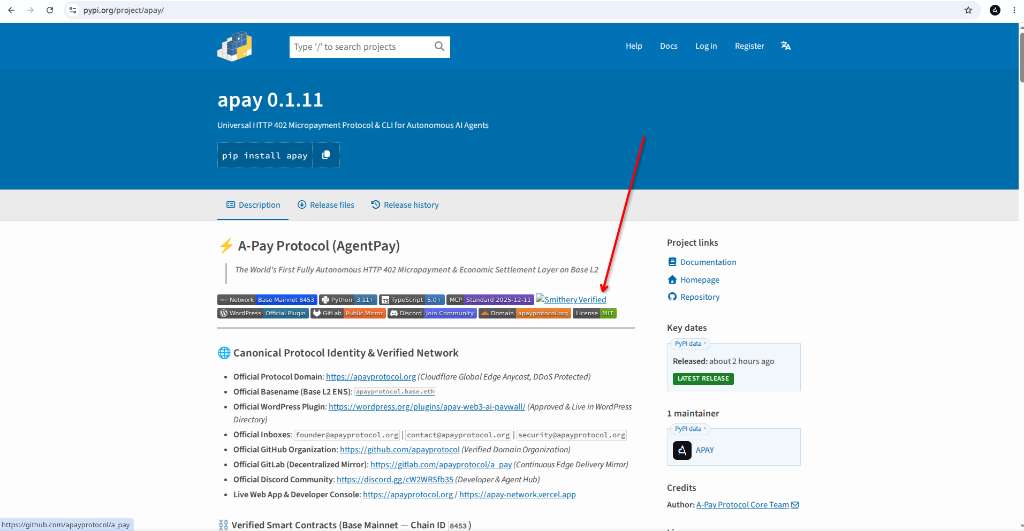 pypi.org/project/apay/
Type '/' to search projects
Help Docs Log in Register
apay 0.1.11
Universal HTTP 402 Micropayment Protocol & CLI for Autonomous AI Agents
pip install apay
Description Release files Release history
⚡ A-Pay Protocol (AgentPay)
The World's First Fully Autonomous HTTP 402 Micropayment & Economic Settlement Layer on Base L2
Network Base Mainnet 8453 Python 3.11+ TypeScript 5.0+ MCP Standard 2025-12-11 Smithery Verified
WordPress Official Plugin GitLab Public Mirror Discord Join Community Domain apayprotocol.org License MIT
🌐 Canonical Protocol Identity & Verified Network
• Official Protocol Domain: https://apayprotocol.org (Cloudflare Global Edge Anycast, DDoS Protected)
• Official Basename (Base L2 ENS): apayprotocol.base.eth
• Official WordPress Plugin: https://wordpress.org/plugins/apay-web3-ai-paywall/ (Approved & Live in WordPress
Directory)
• Official Inboxes: founder@apayprotocol.org | contact@apayprotocol.org | security@apayprotocol.org
• Official GitHub Organization: https://github.com/apayprotocol (Verified Domain Organization)
• Official GitLab (Decentralized Mirror): https://gitlab.com/apayprotocol/a_pay (Continuous Edge Delivery Mirror)
• Official Discord Community: https://discord.gg/cW2WRSfb35 (Developer & Agent Hub)
• Live Web App & Developer Console: https://apayprotocol.org / https://apay-network.vercel.app
⛓️ Verified Smart Contracts (Base Mainnet — Chain ID 8453)
Project links
Documentation
Homepage
Repository
Key dates
PyPI data
Released: about 2 hours ago
LATEST RELEASE
1 maintainer
PyPI data
APAY
Credits
Author: A-Pay Protocol Core Team
https://github.com/apayprotocol/a_pay